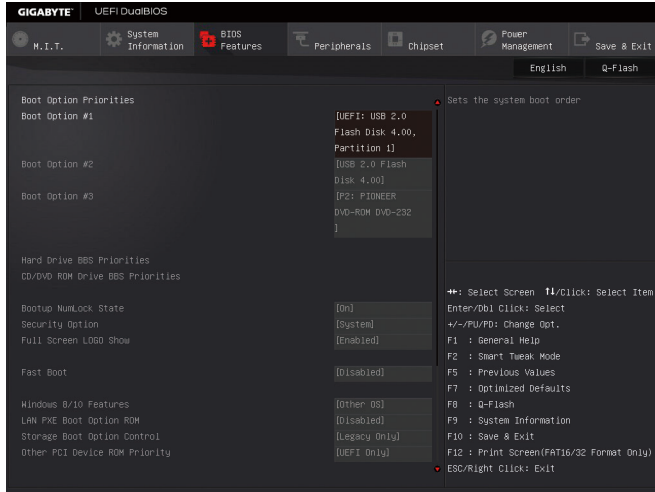 GIGABYTE™ UEFI DualBIOS
M.I.T. System Information BIOS Features Peripherals Chipset Power Management Save & Exit
English Q-Flash
Boot Option Priorities
Boot Option #1 [UEFI: USB 2.0
Flash Disk 4.00,
Partition 1]
Boot Option #2 [USB 2.0 Flash
Disk 4.00]
Boot Option #3 [P2: PIONEER
DVD-ROM DVD-232
]
Hard Drive BBS Priorities
CD/DVD ROM Drive BBS Priorities
Bootup NumLock State [On]
Security Option [System]
Full Screen LOGO Show [Enabled]
Fast Boot [Disabled]
Windows 8/10 Features [Other OS]
LAN PXE Boot Option ROM [Disabled]
Storage Boot Option Control [Legacy Only]
Other PCI Device ROM Priority [UEFI Only]
Sets the system boot order
→←: Select Screen ↑↓/Click: Select Item
Enter/Dbl Click: Select
+/-/PU/PD: Change Opt.
F1 : General Help
F2 : Smart Tweak Mode
F5 : Previous Values
F7 : Optimized Defaults
F8 : Q-Flash
F9 : System Information
F10 : Save & Exit
F12 : Print Screen(FAT16/32 Format Only)
ESC/Right Click: Exit